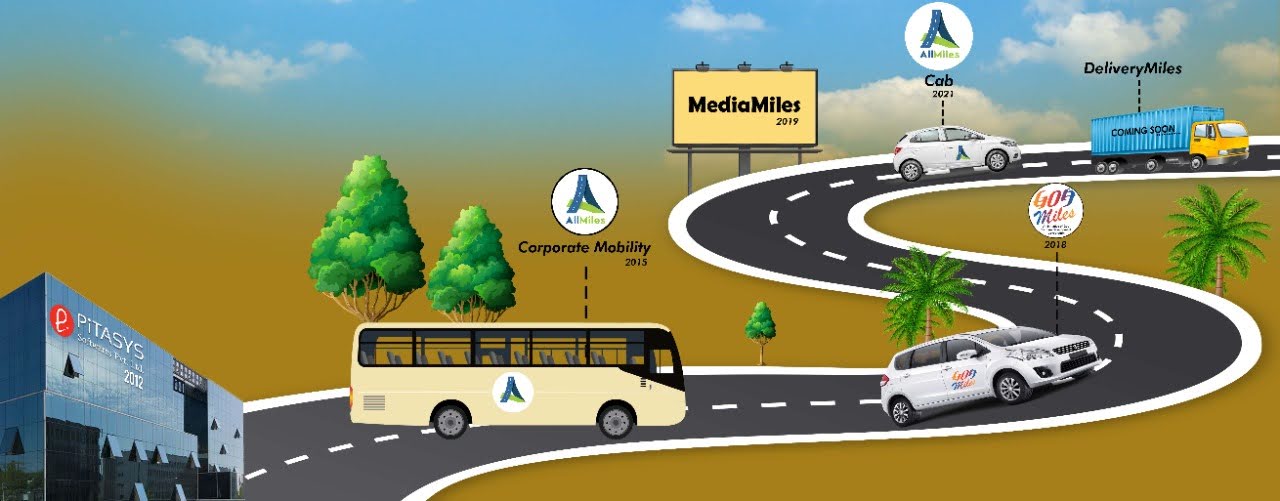 PiTASYS
Software Pvt. Ltd.
2012
AllMiles
Corporate Mobility
2015
MediaMiles
2019
AllMiles
Cab
2021
DeliveryMiles
COMING SOON
Miles
2018
Miles